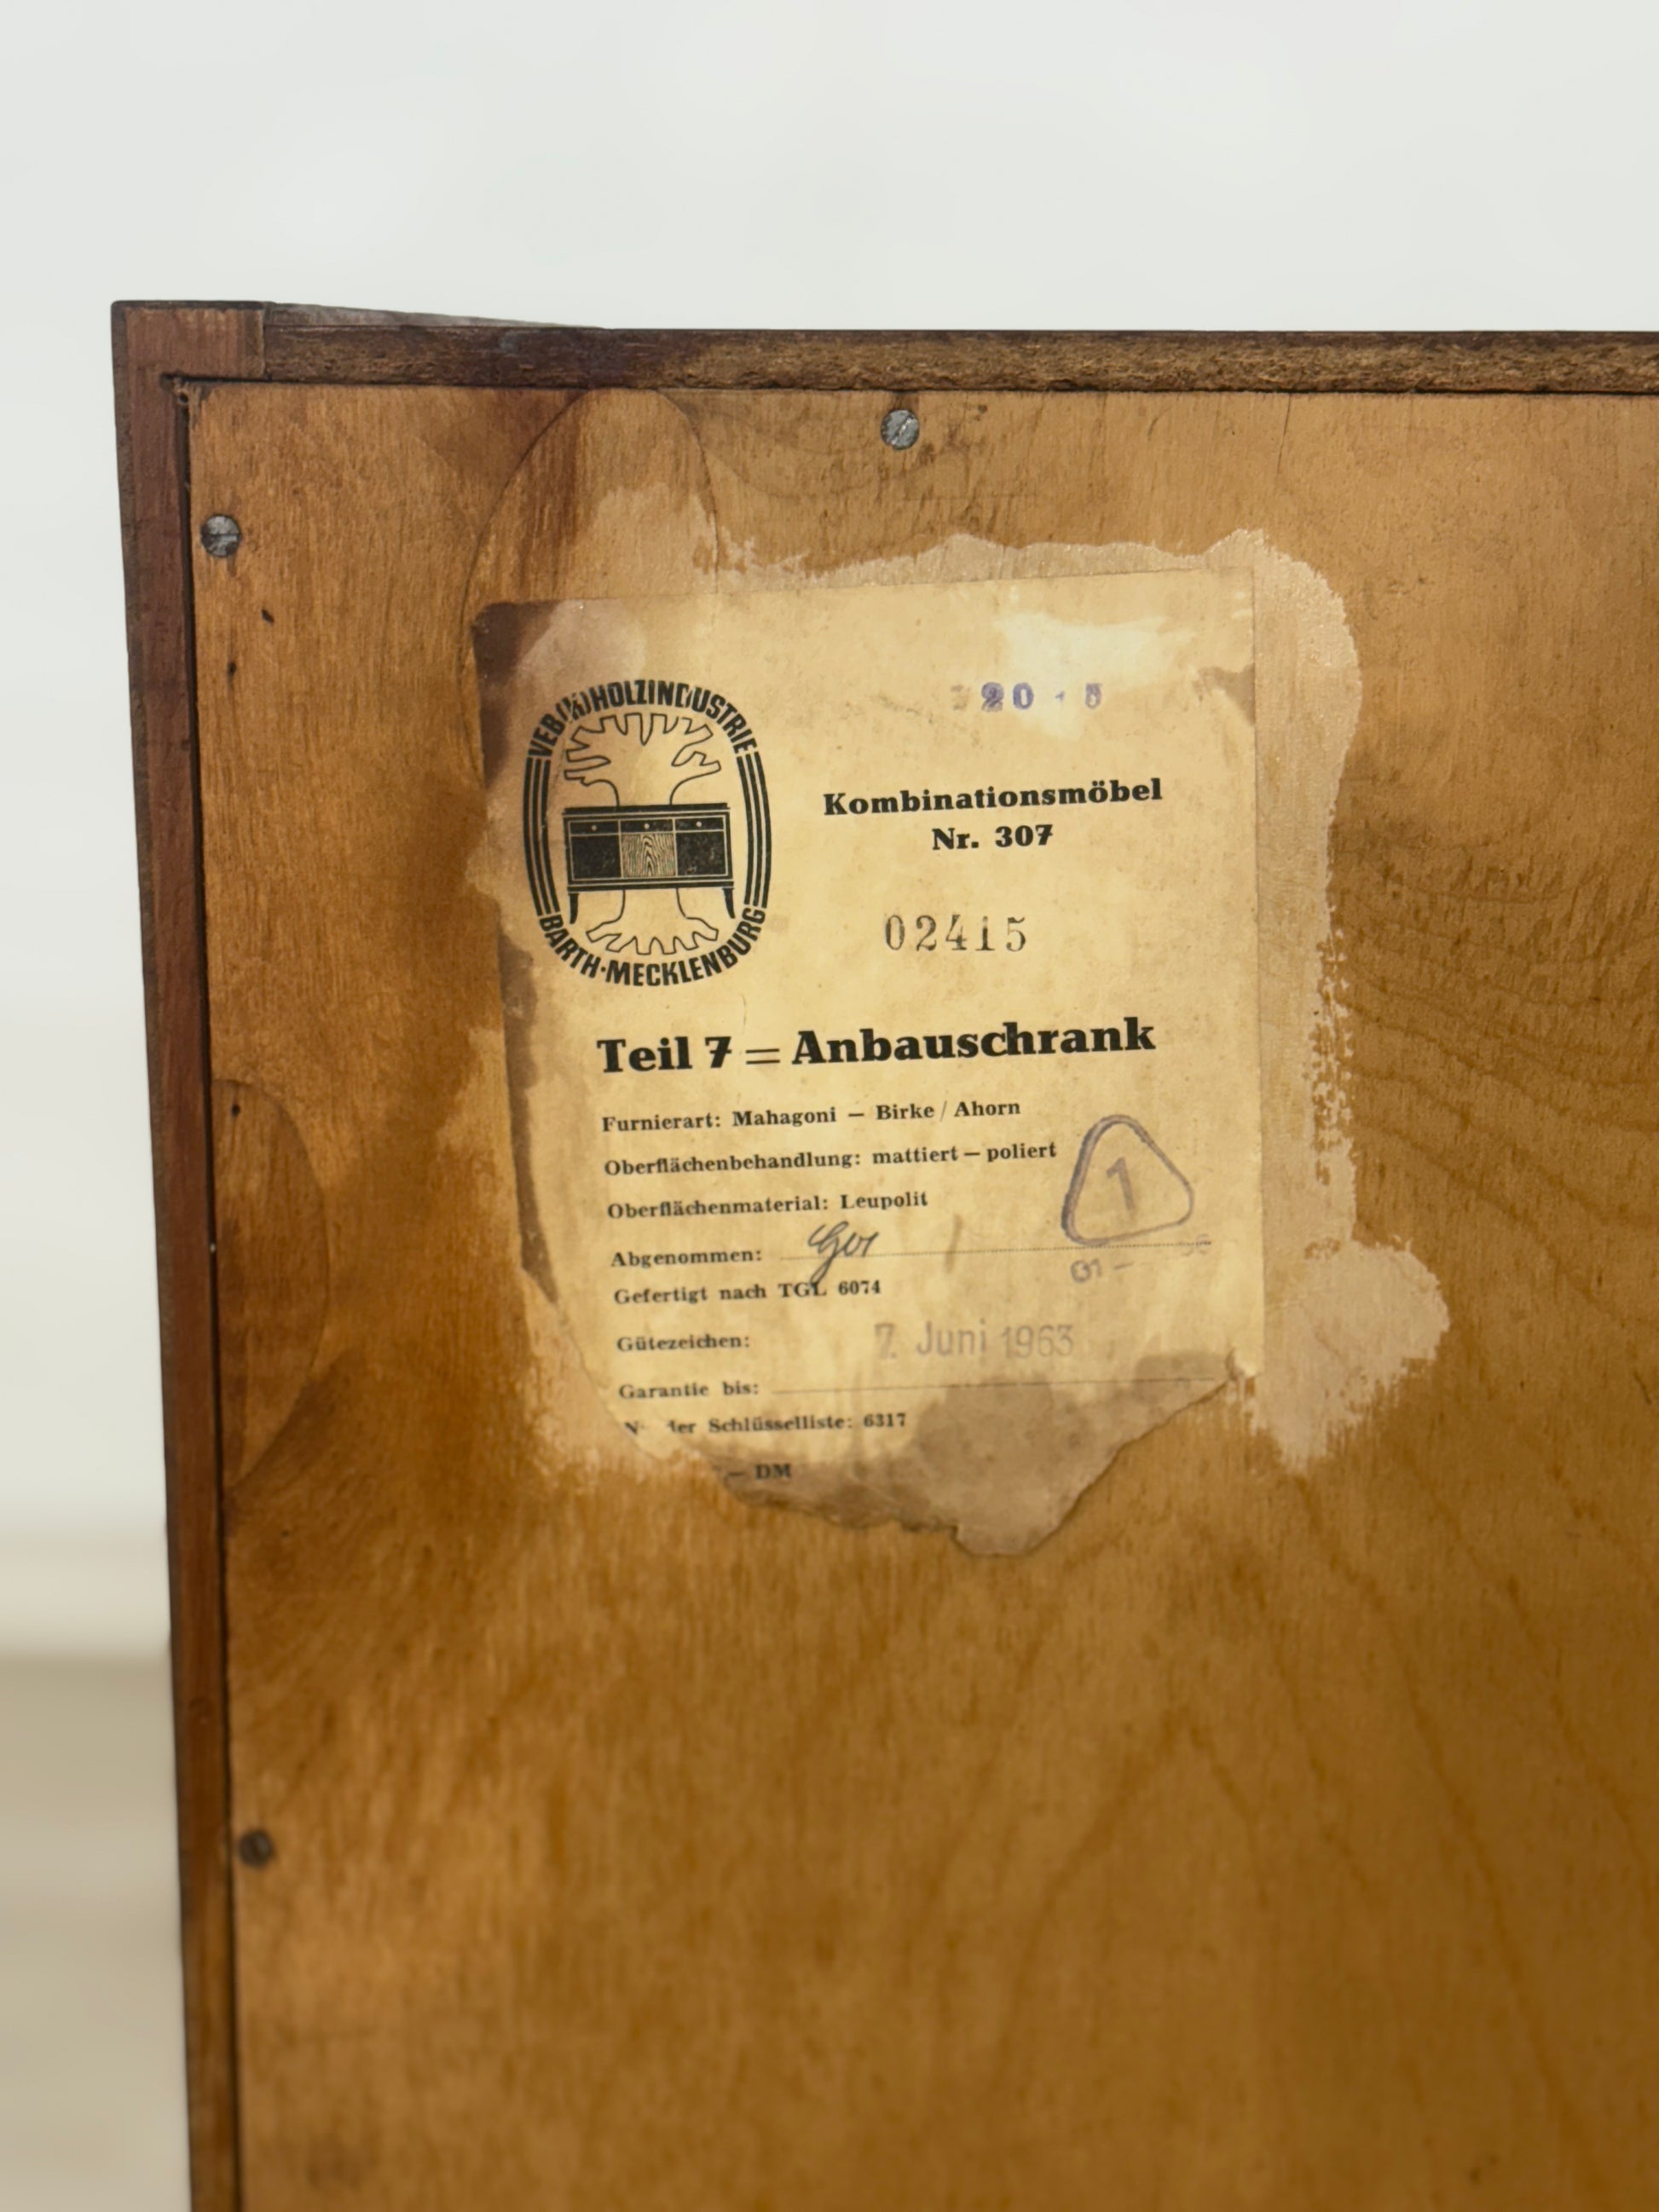 VEB (K) HOLZINDUSTRIE
BARTH · MECKLENBURG
20
Kombinationsmöbel
Nr. 307
02415
Teil 7 = Anbauschrank
Furnierart: Mahagoni – Birke / Ahorn
Oberflächenbehandlung: mattiert – poliert
1
Oberflächenmaterial: Leupolit
Abgenommen:
Gefertigt nach TGL 6074
Gütezeichen: 7. Juni 1963
Garantie bis:
der Schlüsselliste: 6317
– DM